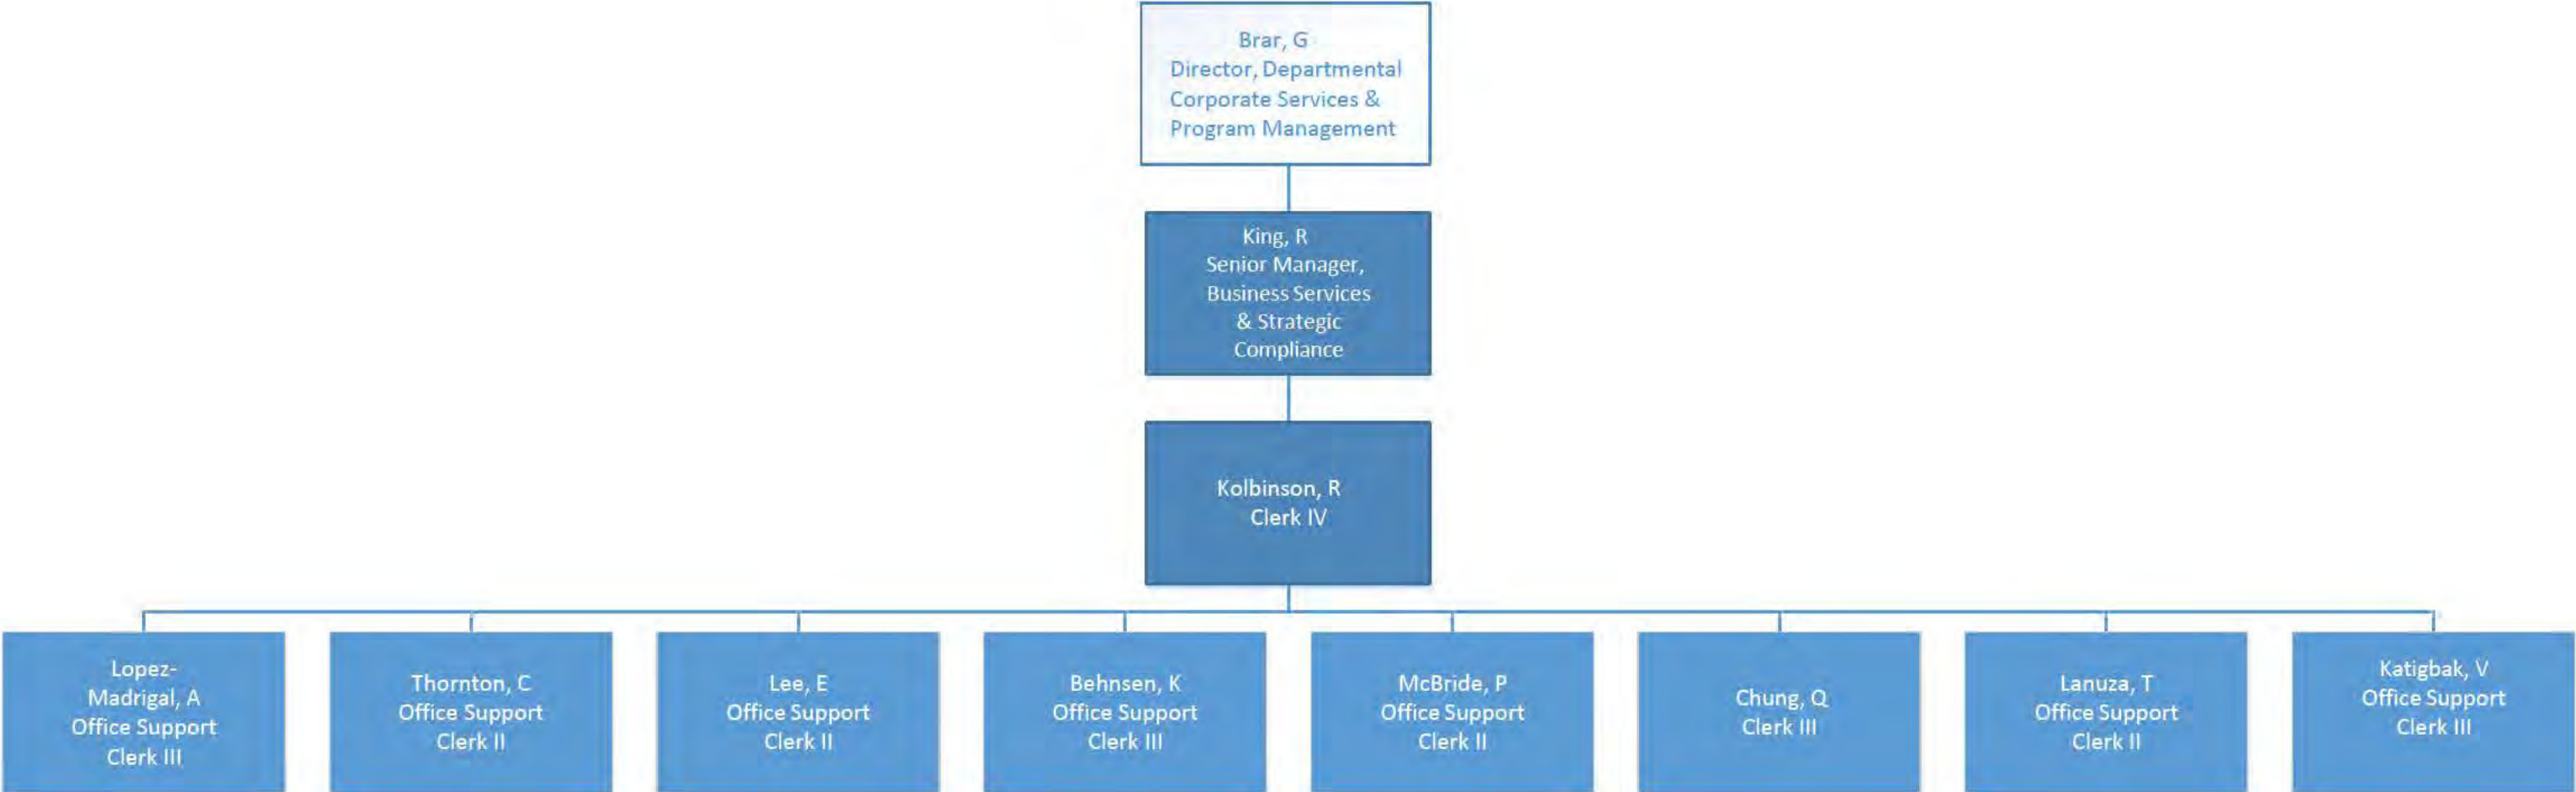 Brar, G
Director, Departmental
Corporate Services &
Program Management
King, R
Senior Manager,
Business Services
& Strategic
Compliance
Kolbinson, R
Clerk IV
Lopez-
Madrigal, A
Office Support
Clerk III
Thornton, C
Office Support
Clerk II
Lee, E
Office Support
Clerk II
Behnsen, K
Office Support
Clerk III
McBride, P
Office Support
Clerk II
Chung, Q
Clerk III
Lanuza, T
Office Support
Clerk II
Katigbak, V
Office Support
Clerk III